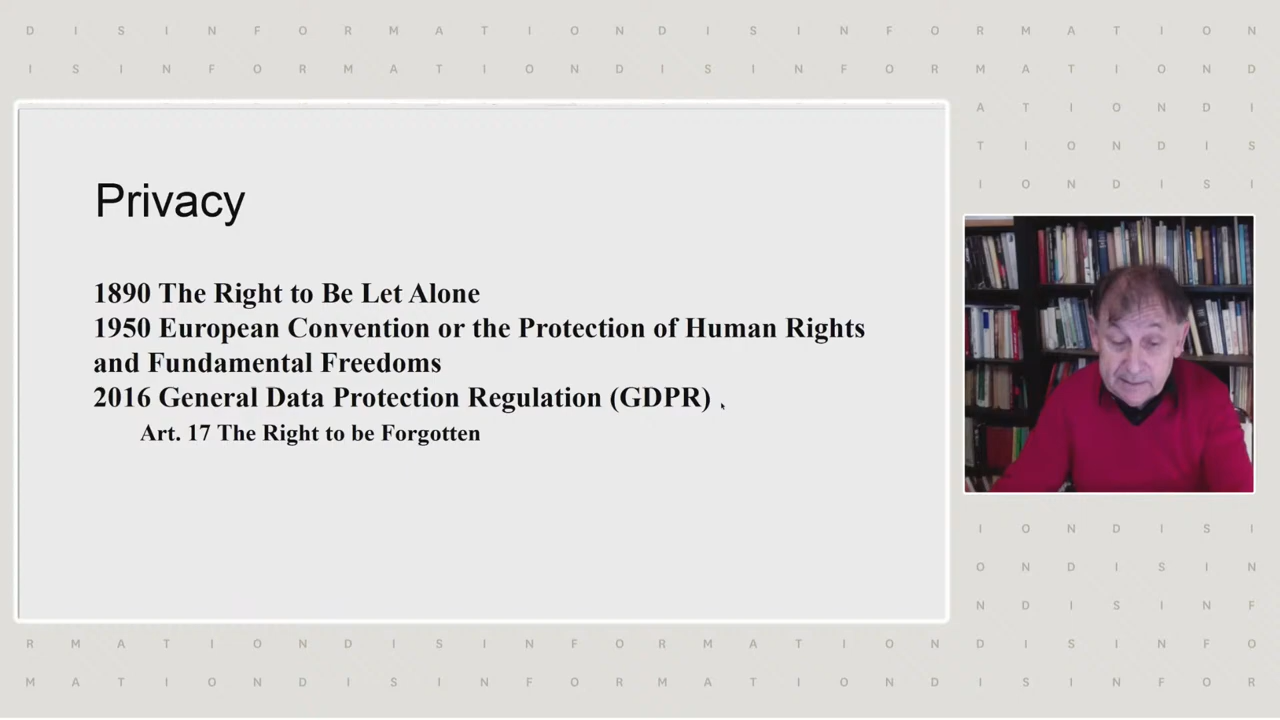 D I S I N F O R M A T I O N D I S I N F O R M A T I O N
I S I N F O R M A T I O N D I S I N F O R M A T I O N D
A T I O N D I
T I O N D I S
I O N D I S I
Privacy
1890 The Right to Be Let Alone
1950 European Convention or the Protection of Human Rights
and Fundamental Freedoms
2016 General Data Protection Regulation (GDPR)
Art. 17 The Right to be Forgotten
I O N D I S I
O N D I S I N
N D I S I N F
R M A T I O N D I S I N F O R M A T I O N D I S I N F O
M A T I O N D I S I N F O R M A T I O N D I S I N F O R